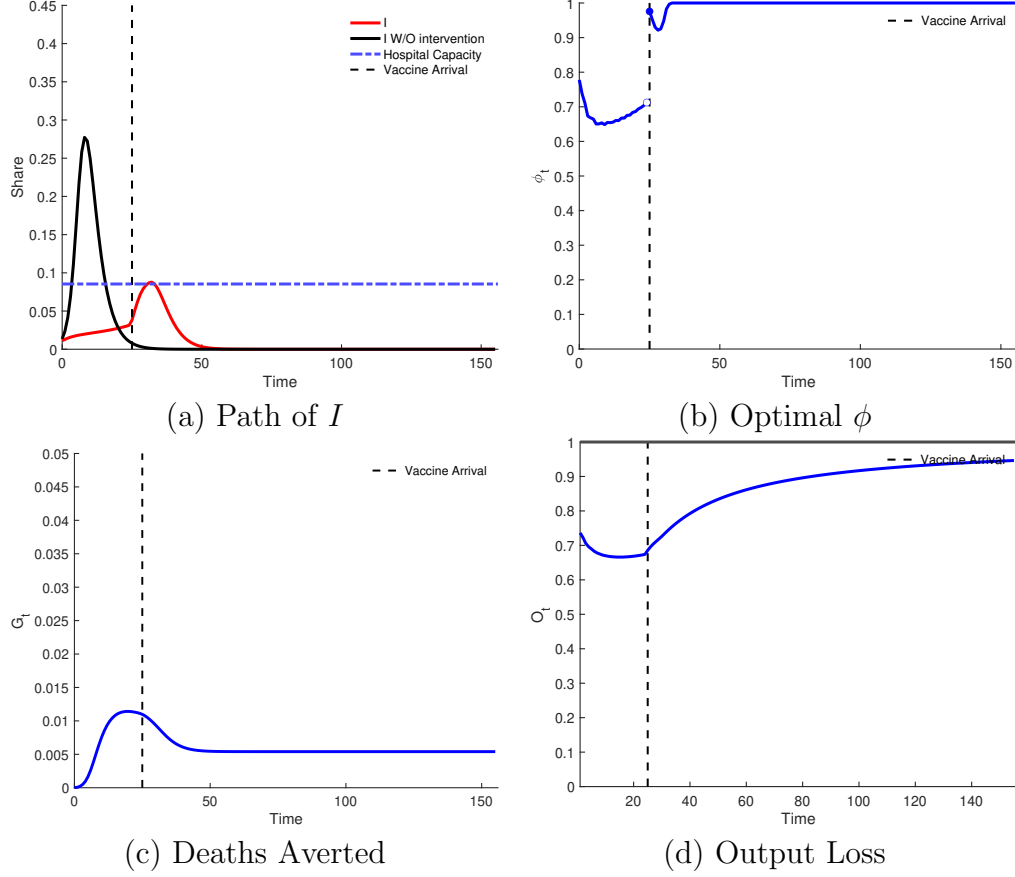 0.45
0.4
0.35
0.3
0.25
0.2
0.15
0.1
0.05
0
Share
0 50 100 150
Time
I
I W/O intervention
Hospital Capacity
Vaccine Arrival
(a) Path of I
1
0.9
0.8
0.7
0.6
0.5
0.4
0.3
0.2
0.1
0
ϕt
0 50 100 150
Time
Vaccine Arrival
(b) Optimal ϕ
0.05
0.045
0.04
0.035
0.03
0.025
0.02
0.015
0.01
0.005
0
Gt
0 50 100 150
Time
Vaccine Arrival
(c) Deaths Averted
1
0.9
0.8
0.7
0.6
0.5
0.4
0.3
0.2
0.1
0
Ot
20 40 60 80 100 120 140
Time
Vaccine Arrival
(d) Output Loss